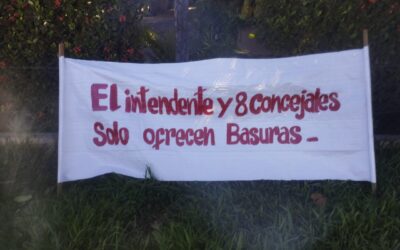 El intendente y 8 concejales
Solo ofrecen Basuras _